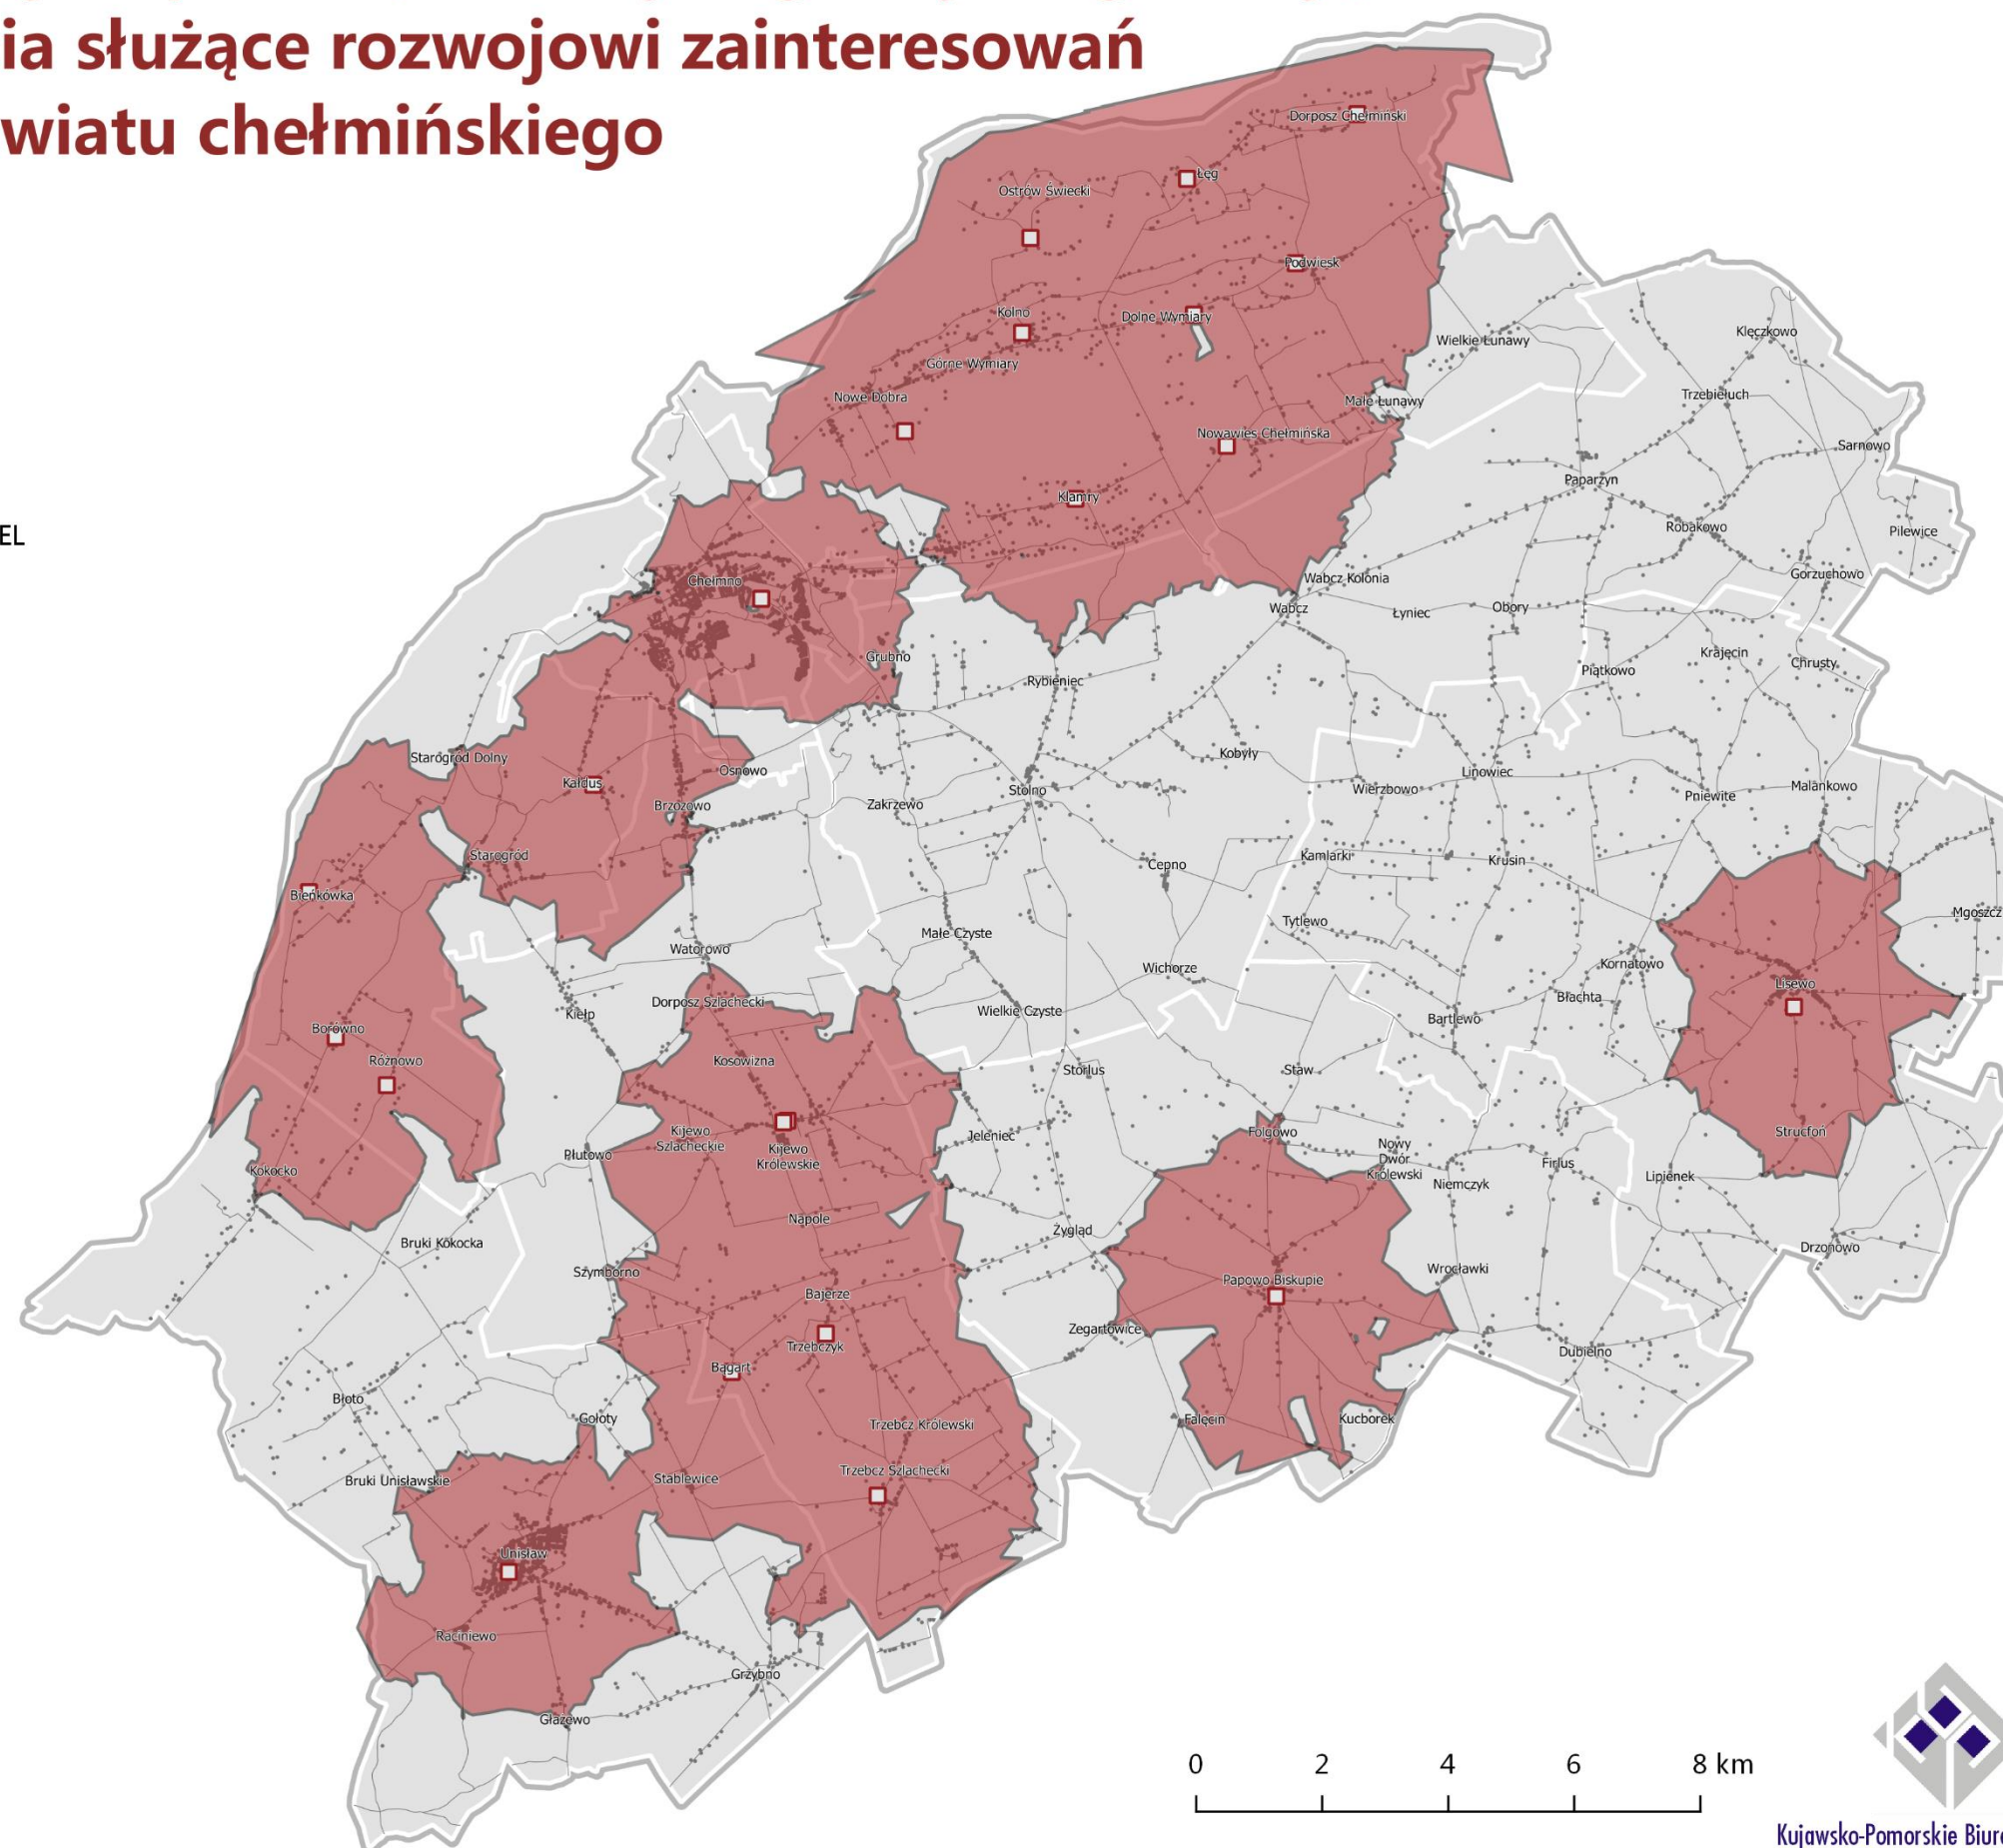 ia służące rozwojowi zainteresowań
wiatu chełmińskiego
EL
Dorposz Chełmiński
Łęg
Ostrów Świecki
Podwiesk
Kolno
Dolne Wymiary
Klęczkowo
Wielkie Łunawy
Górne Wymiary
Nowe Dobra
Trzebiełuch
Małe Łunawy
Nowawieś Chełmińska
Sarnowo
Paparzyn
Klamry
Robakowo
Pilewice
Gorzuchowo
Chełmno
Wabcz Kolonia
Wabcz
Łyniec
Obory
Grubno
Krajęcin
Chrusty
Piątkowo
Rybieniec
Starogród Dolny
Kobyły
Osnowo
Linowiec
Kałdus
Malankowo
Stolno
Wierzbowo
Pniewite
Brzozowo
Zakrzewo
Starogród
Kamlarki
Krusin
Cepno
Bieńkówka
Mgoszcz
Tytlewo
Małe Czyste
Watorowo
Kornatowo
Wichorze
Lisewo
Błachta
Dorposz Szlachecki
Wielkie Czyste
Kiełp
Bartlewo
Borówno
Różnowo
Kosowizna
Storlus
Staw
Kijewo
Szlacheckie
Folgowo
Strucfoń
Jeleniec
Nowy
Dwór
Królewski
Kijewo
Królewskie
Płutowo
Firlus
Kokocko
Lipienek
Niemczyk
Napole
Żygląd
Bruki Kokocka
Drzonowo
Szymborno
Wrocławki
Papowo Biskupie
Bajerze
Zegartowice
Trzebczyk
Dubielno
Bągart
Błoto
Gołoty
Falęcin
Kucborek
Trzebcz Królewski
Trzebcz Szlachecki
Bruki Unisławskie
Stablewice
Unisław
Raciniewo
Grzybno
Głażewo
0 2 4 6 8 km
Kujawsko-Pomorskie Biur